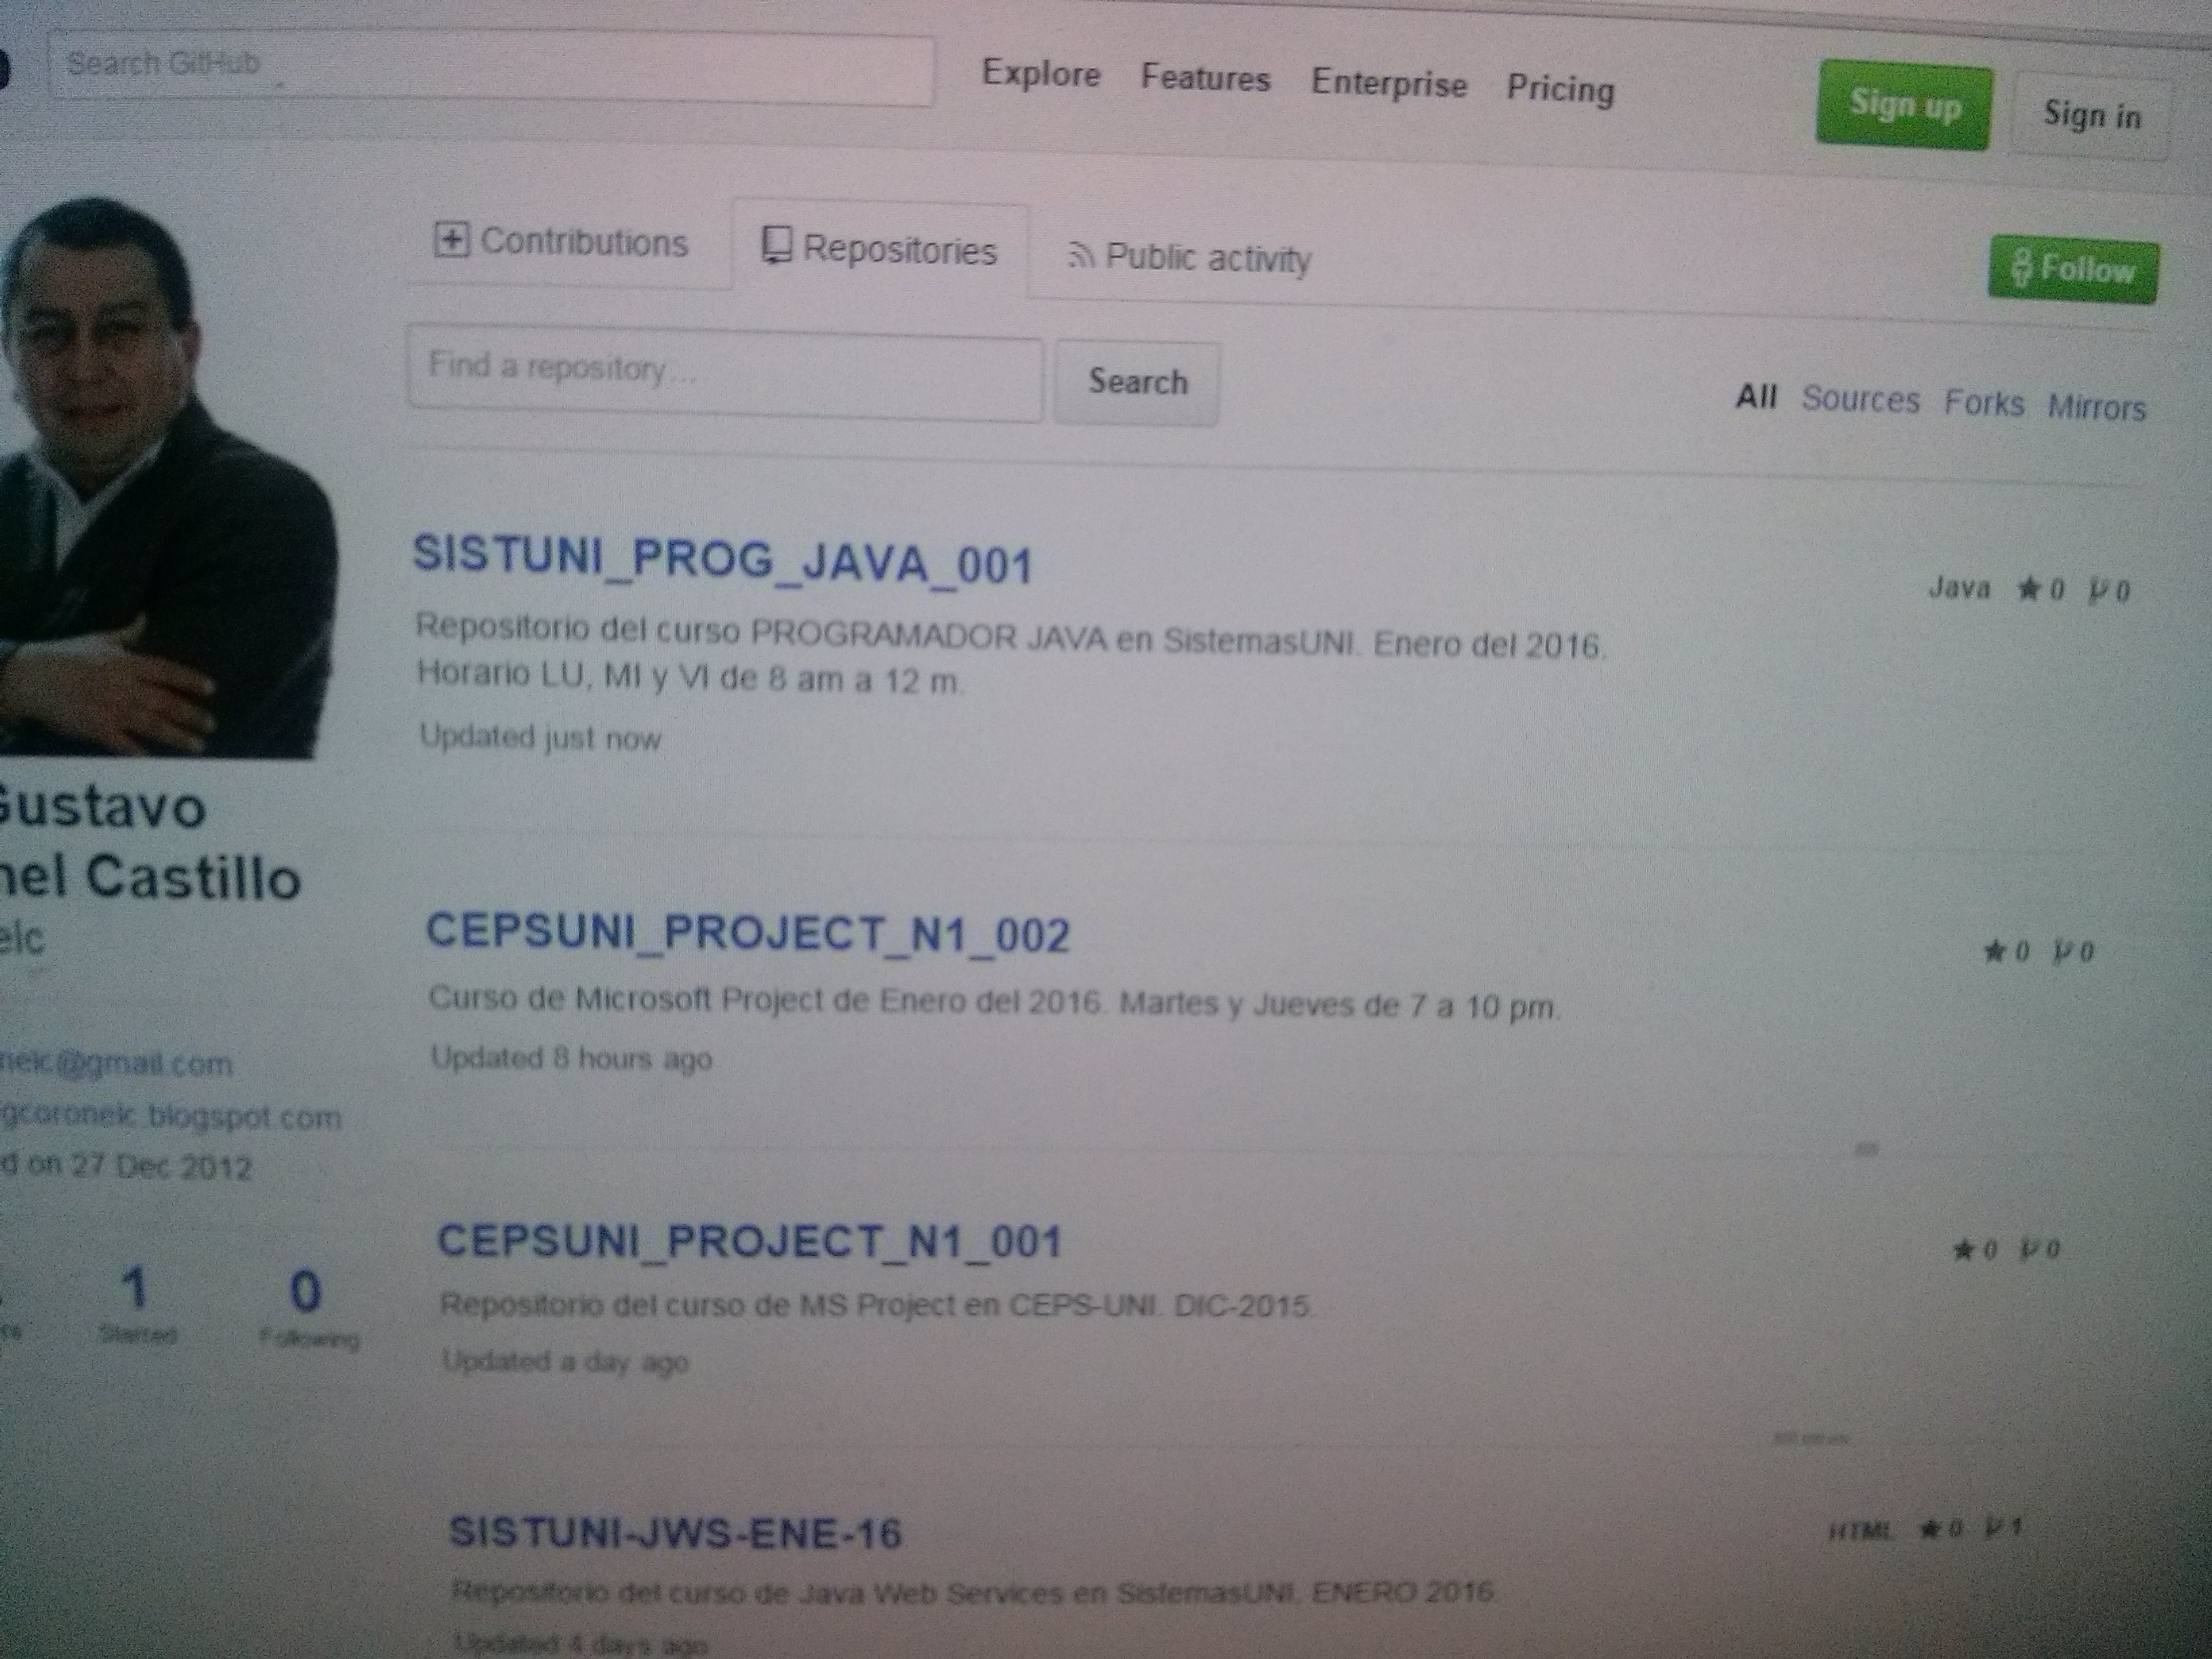 Search GitHub
Explore Features Enterprise Pricing
Sign up Sign in
Contributions Repositories Public activity
Follow
Find a repository... Search
All Sources Forks Mirrors
SISTUNI_PROG_JAVA_001
Java 0 0
Repositorio del curso PROGRAMADOR JAVA en SistemasUNI. Enero del 2016.
Horario LU, MI y VI de 8 am a 12 m.
Updated just now
Gustavo
nel Castillo
elc
nelc@gmail.com
gcoronelc.blogspot.com
d on 27 Dec 2012
1 0
Starred Following
CEPSUNI_PROJECT_N1_002
0 0
Curso de Microsoft Project de Enero del 2016. Martes y Jueves de 7 a 10 pm.
Updated 8 hours ago
CEPSUNI_PROJECT_N1_001
0 0
Repositorio del curso de MS Project en CEPS-UNI. DIC-2015.
Updated a day ago
SISTUNI-JWS-ENE-16
HTML 0 1
Repositorio del curso de Java Web Services en SistemasUNI. ENERO 2016.
Updated 4 days ago